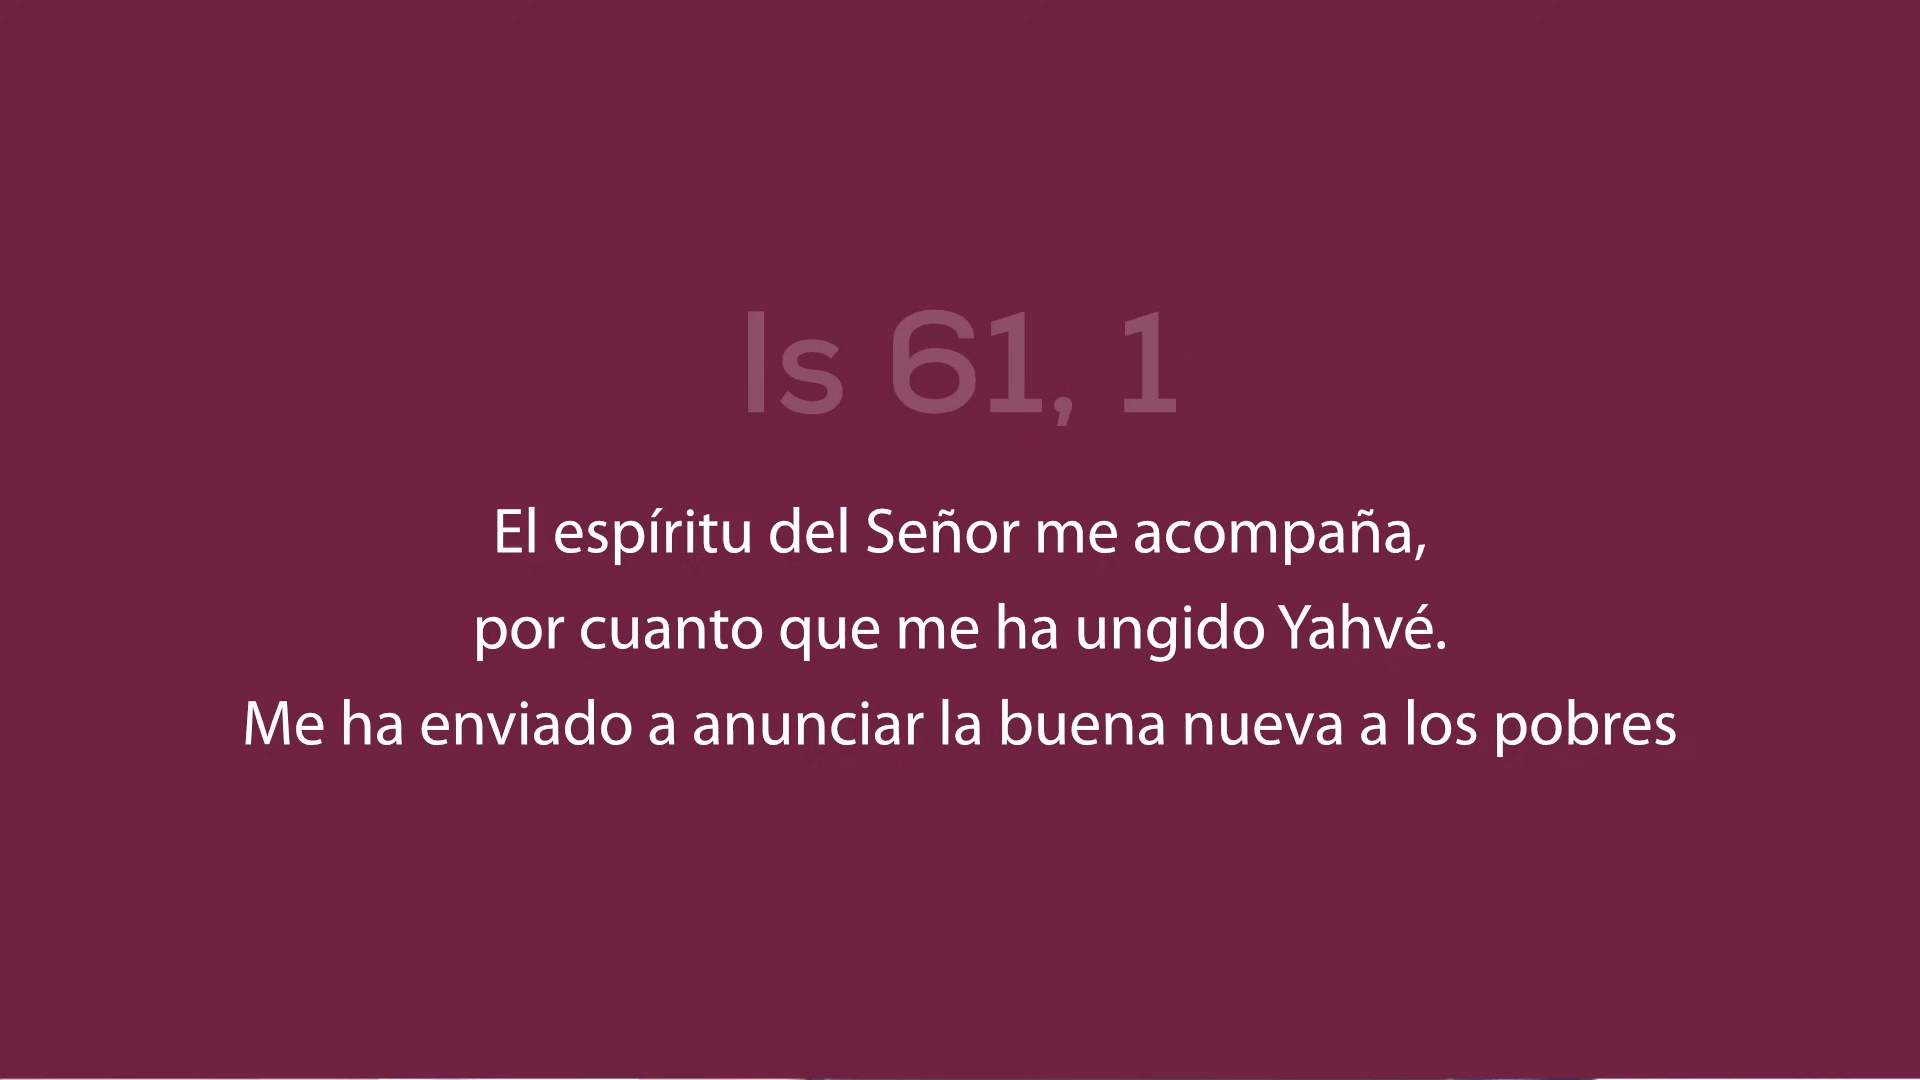 Is 61, 1
El espíritu del Señor me acompaña,
por cuanto que me ha ungido Yahvé.
Me ha enviado a anunciar la buena nueva a los pobres